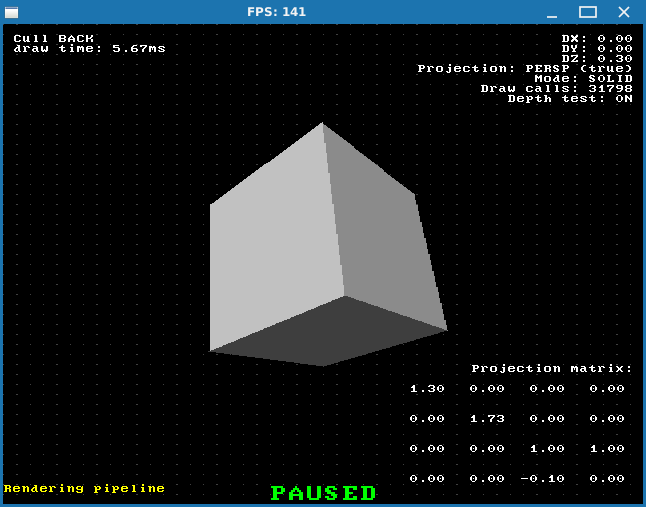 FPS: 141
Cull BACK
draw time: 5.67ms
DX: 0.00
DY: 0.00
DZ: 0.30
Projection: PERSP (true)
Mode: SOLID
Draw calls: 31798
Depth test: ON
Projection matrix:
1.30 0.00 0.00 0.00
0.00 1.73 0.00 0.00
0.00 0.00 1.00 1.00
0.00 0.00 -0.10 0.00
Rendering pipeline
PAUSED